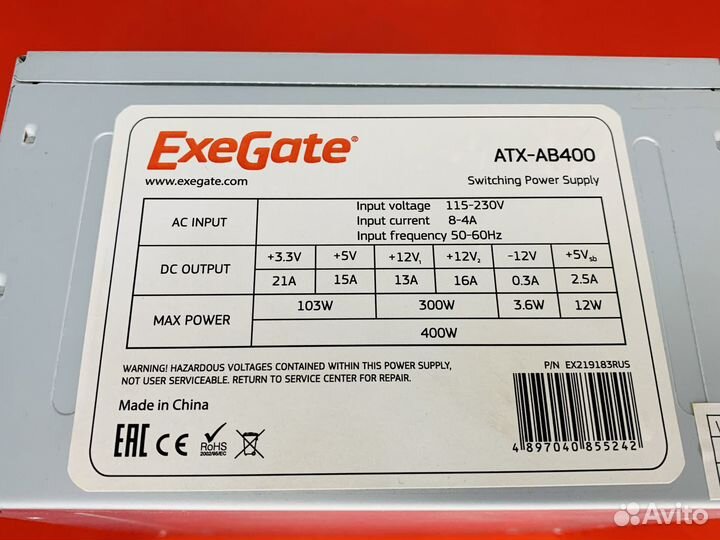 ExeGate®
ATX-AB400
www.exegate.com
Switching Power Supply
AC INPUT
Input voltage 115-230V
Input current 8-4A
Input frequency 50-60Hz
DC OUTPUT
+3.3V +5V +12V1 +12V2 -12V +5Vsb
21A 15A 13A 16A 0.3A 2.5A
MAX POWER
103W 300W 3.6W 12W
400W
WARNING! HAZARDOUS VOLTAGES CONTAINED WITHIN THIS POWER SUPPLY,
NOT USER SERVICEABLE. RETURN TO SERVICE CENTER FOR REPAIR.
P/N EX219183RUS
Made in China
EAC CE RoHS
2002/95/EC
4 897040 855242
Avito